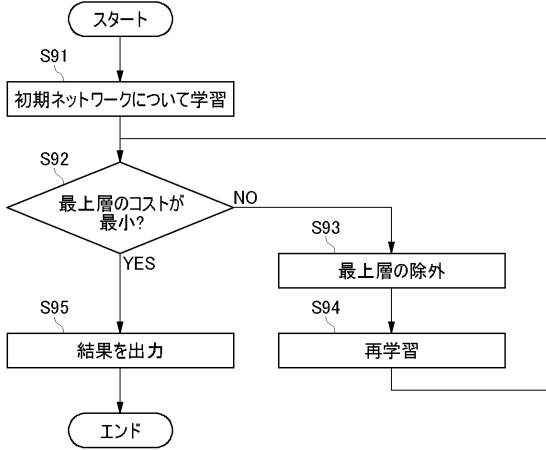 スタート
S91
初期ネットワークについて学習
S92
最上層のコストが
最小?
NO
YES
S93
最上層の除外
S94
再学習
S95
結果を出力
エンド